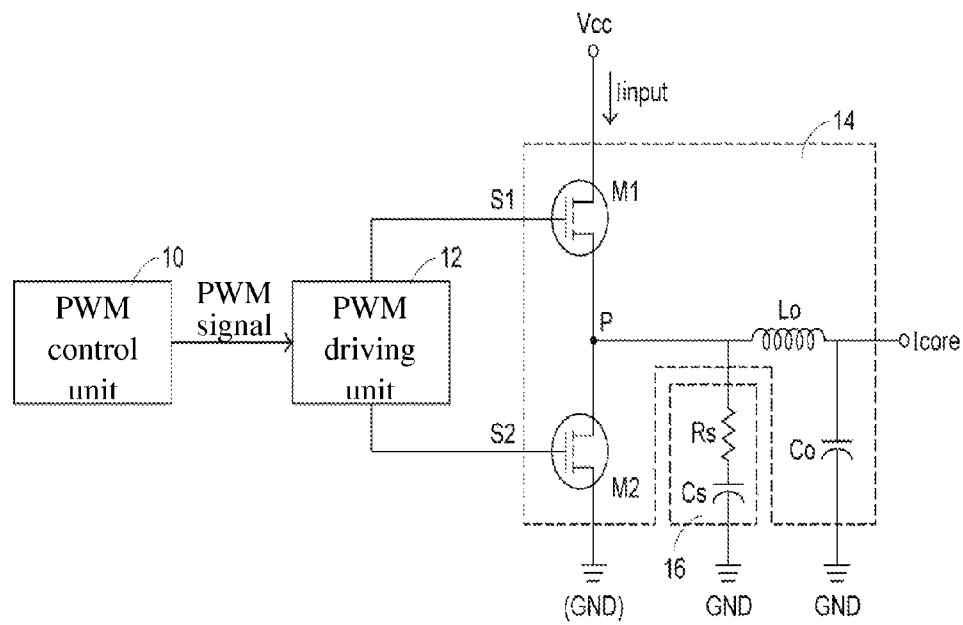 Vcc
Iinput
14
M1
S1
10
12
PWM
control
unit
PWM
signal
PWM
driving
unit
P
Lo
Icore
S2
M2
Rs
Cs
Co
16
(GND)
GND
GND